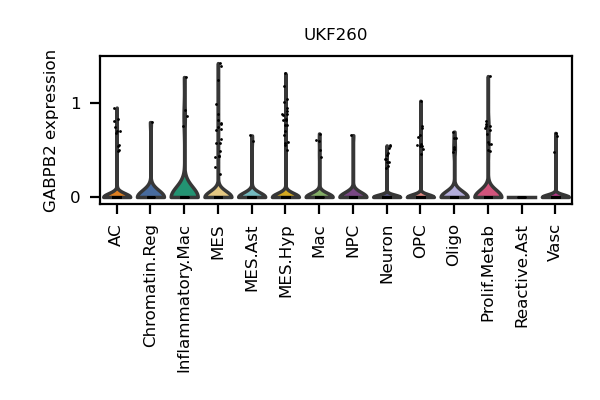 UKF260
GABPB2 expression
1
0
AC
Chromatin.Reg
Inflammatory.Mac
MES
MES.Ast
MES.Hyp
Mac
NPC
Neuron
OPC
Oligo
Prolif.Metab
Reactive.Ast
Vasc